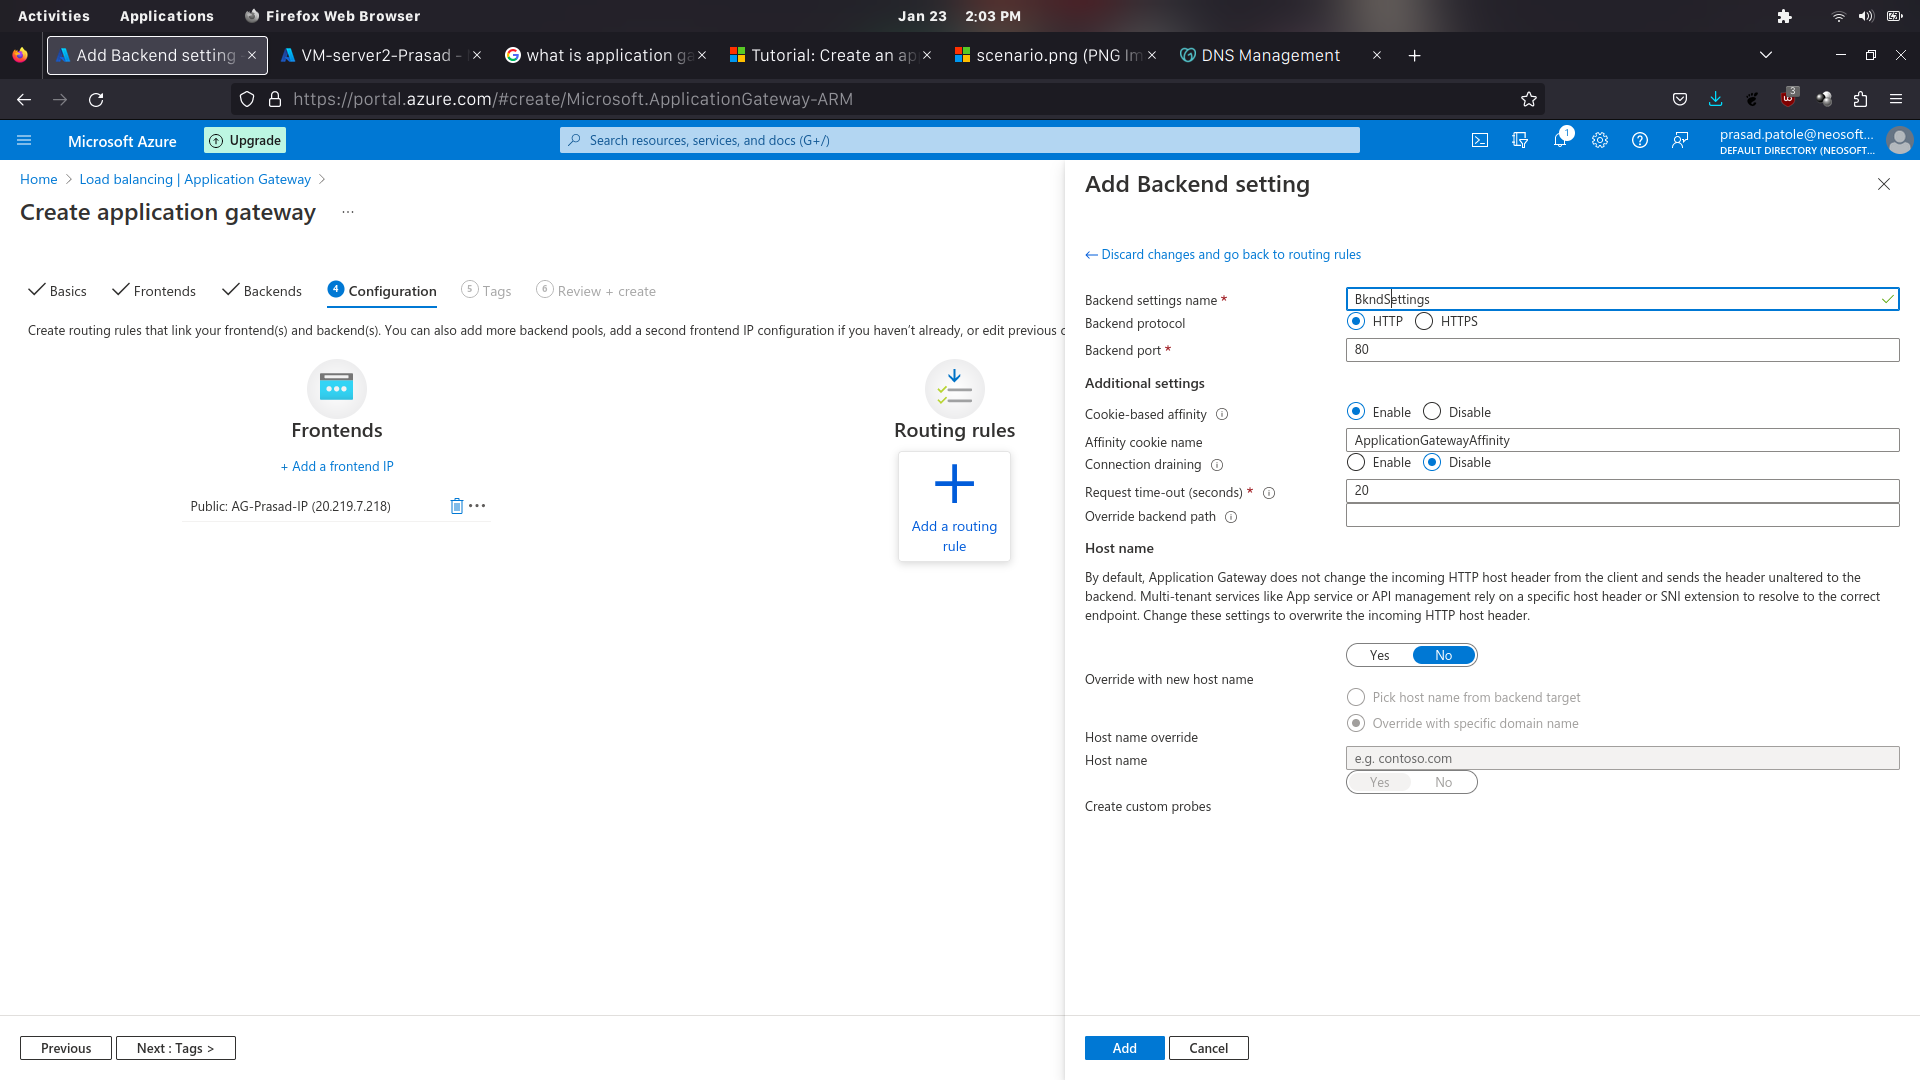 Activities
Applications
Firefox Web Browser
Jan 23 2:03 PM
Add Backend setting
VM-server2-Prasad -
what is application ga
Tutorial: Create an ap
scenario.png (PNG Im
DNS Management
https://portal.azure.com/#create/Microsoft.ApplicationGateway-ARM
3
Microsoft Azure
Upgrade
Search resources, services, and docs (G+/)
1
prasad.patole@neosoft...
DEFAULT DIRECTORY (NEOSOFT...
Home > Load balancing | Application Gateway >
Create application gateway ...
Basics
Frontends
Backends
4 Configuration
5 Tags
6 Review + create
Create routing rules that link your frontend(s) and backend(s). You can also add more backend pools, add a second frontend IP configuration if you haven't already, or edit previous c
Frontends
+ Add a frontend IP
Public: AG-Prasad-IP (20.219.7.218)
Routing rules
Add a routing
rule
Previous
Next : Tags >
Add Backend setting
← Discard changes and go back to routing rules
Backend settings name *
BkndSettings
Backend protocol
HTTP
HTTPS
Backend port *
80
Additional settings
Cookie-based affinity
Enable
Disable
Affinity cookie name
ApplicationGatewayAffinity
Connection draining
Enable
Disable
Request time-out (seconds) *
20
Override backend path
Host name
By default, Application Gateway does not change the incoming HTTP host header from the client and sends the header unaltered to the
backend. Multi-tenant services like App service or API management rely on a specific host header or SNI extension to resolve to the correct
endpoint. Change these settings to overwrite the incoming HTTP host header.
Yes
No
Override with new host name
Pick host name from backend target
Override with specific domain name
Host name override
Host name
e.g. contoso.com
Yes
No
Create custom probes
Add
Cancel